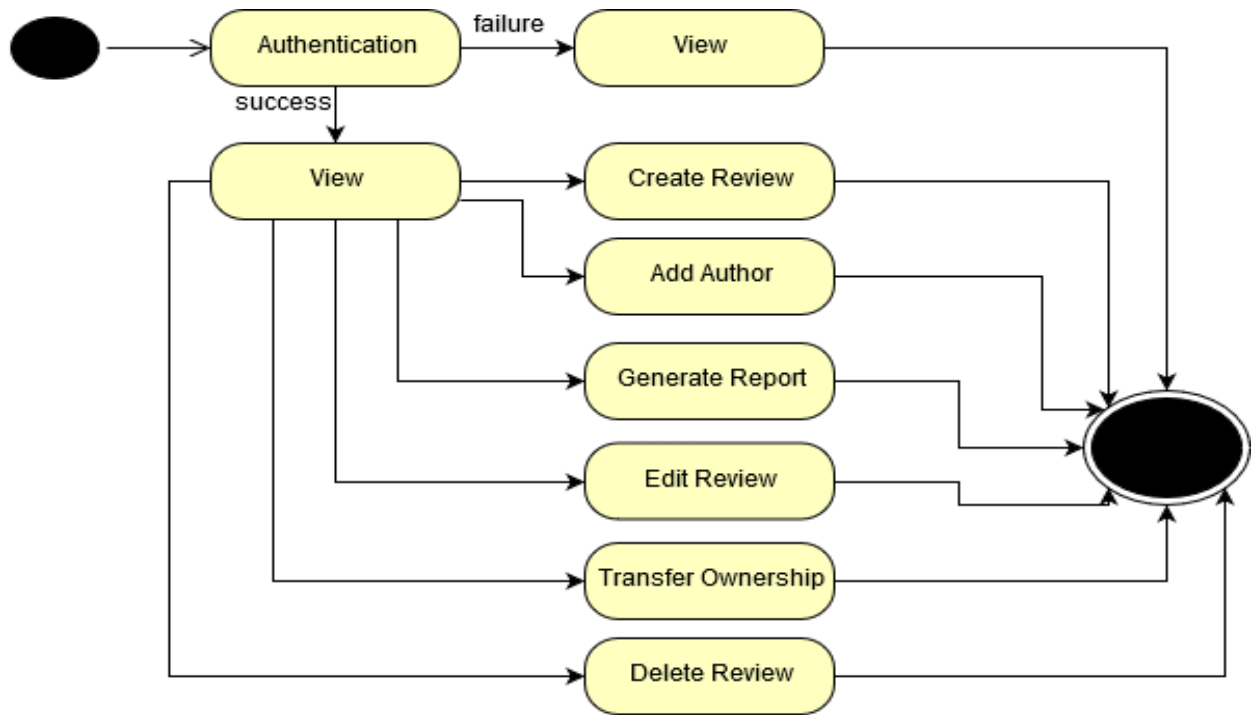 failure
Authentication
View
success
View
Create Review
Add Author
Generate Report
Edit Review
Transfer Ownership
Delete Review